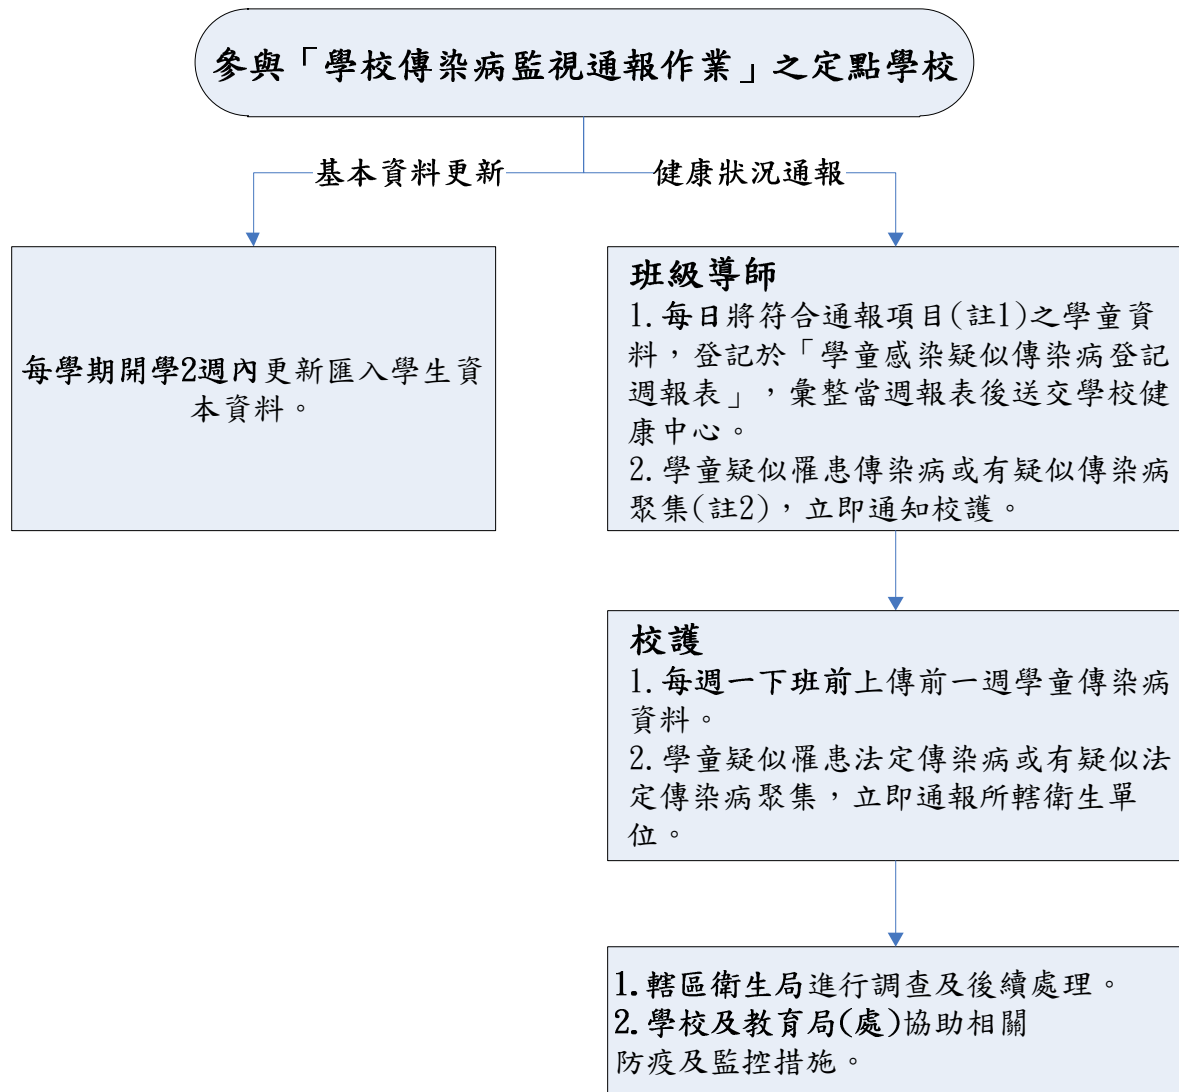 參與「學校傳染病監視通報作業」之定點學校
基本資料更新
健康狀況通報
每學期開學2週內更新匯入學生資
本資料。
班級導師
1. 每日將符合通報項目(註1)之學童資
料，登記於「學童感染疑似傳染病登記
週報表」，彙整當週報表後送交學校健
康中心。
2. 學童疑似罹患傳染病或有疑似傳染病
聚集(註2)，立即通知校護。
校護
1. 每週一下班前上傳前一週學童傳染病
資料。
2. 學童疑似罹患法定傳染病或有疑似法
定傳染病聚集，立即通報所轄衛生單
位。
1. 轄區衛生局進行調查及後續處理。
2. 學校及教育局(處)協助相關
防疫及監控措施。